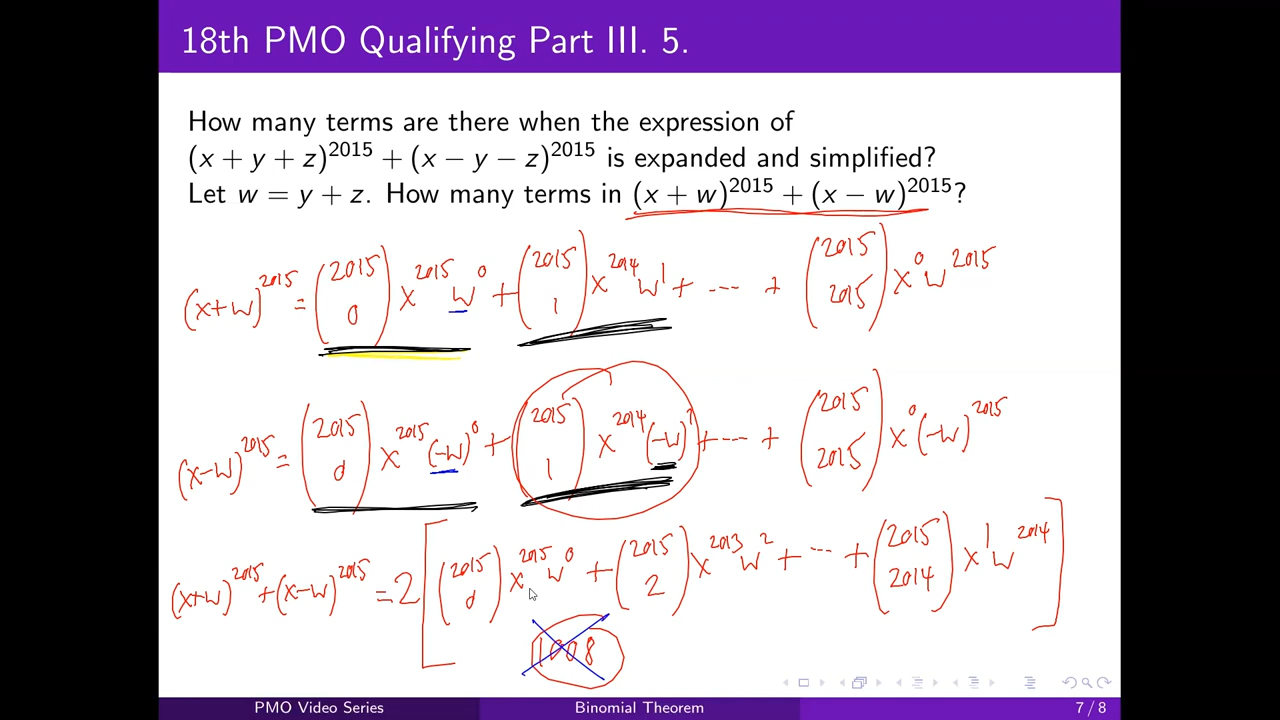 18th PMO Qualifying Part III. 5.
How many terms are there when the expression of
(x + y + z)^2015 + (x − y − z)^2015 is expanded and simplified?
Let w = y + z. How many terms in (x + w)^2015 + (x − w)^2015?
(x+w)^2015 = (2015 0) x^2015 w^0 + (2015 1) x^2014 w^1 + ... + (2015 2015) x^0 w^2015
(x-w)^2015 = (2015 0) x^2015 (-w)^0 + (2015 1) x^2014 (-w)^1 + ... + (2015 2015) x^0 (-w)^2015
(x+w)^2015 + (x-w)^2015 = 2 [ (2015 0) x^2015 w^0 + (2015 2) x^2013 w^2 + ... + (2015 2014) x^1 w^2014 ]
1008
PMO Video Series Binomial Theorem 7 / 8